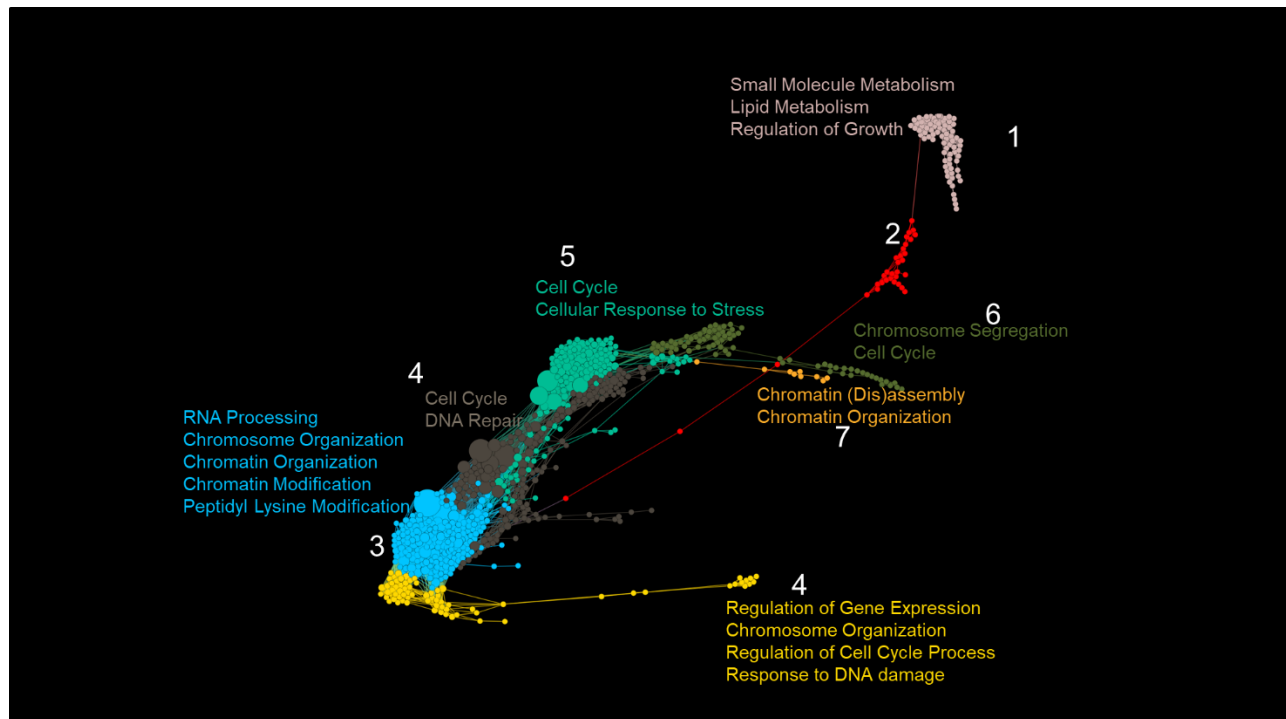 Small Molecule Metabolism
Lipid Metabolism
Regulation of Growth
1
2
5
Cell Cycle
Cellular Response to Stress
6
Chromosome Segregation
Cell Cycle
4
Cell Cycle
DNA Repair
Chromatin (Dis)assembly
Chromatin Organization
7
RNA Processing
Chromosome Organization
Chromatin Organization
Chromatin Modification
Peptidyl Lysine Modification
3
4
Regulation of Gene Expression
Chromosome Organization
Regulation of Cell Cycle Process
Response to DNA damage